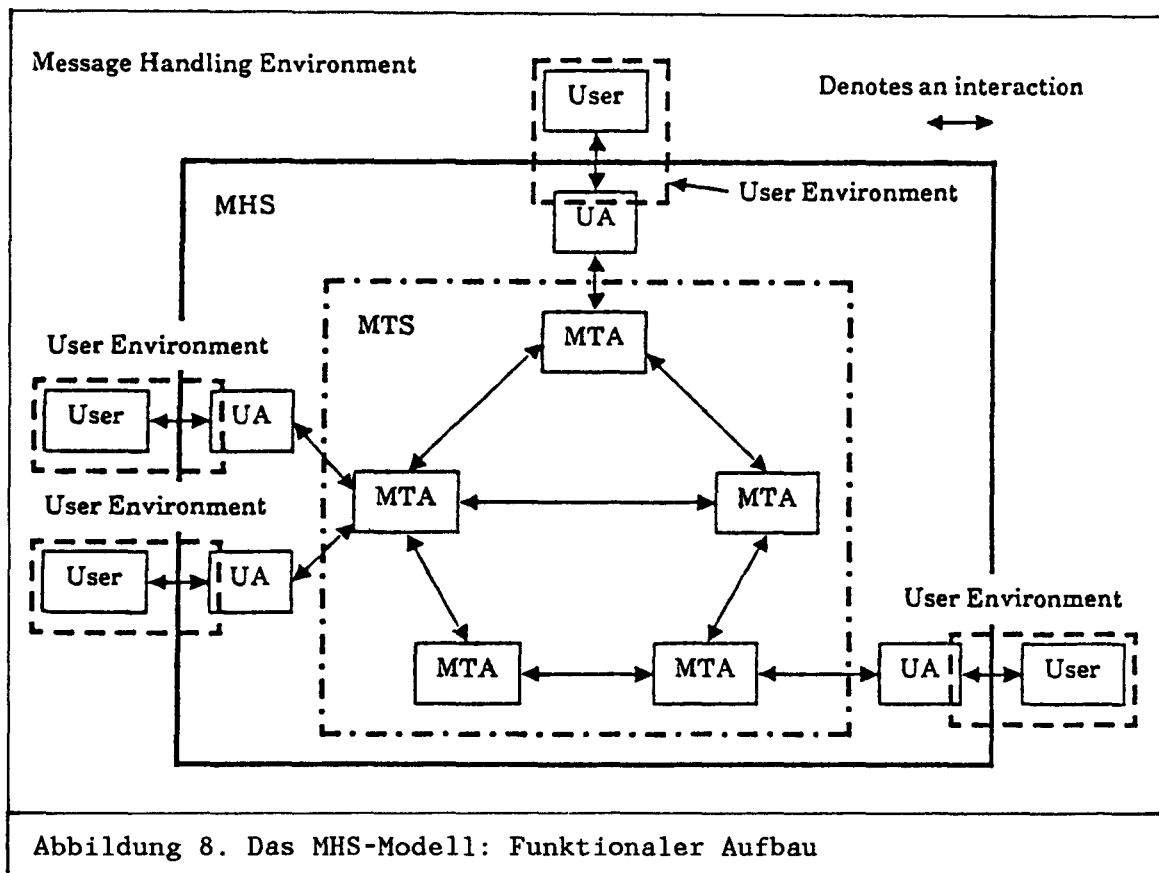 Message Handling Environment
User
Denotes an interaction
User Environment
MHS
UA
MTS
MTA
User Environment
User
UA
MTA
MTA
User Environment
User
UA
User Environment
MTA
MTA
UA
User
Abbildung 8. Das MHS-Modell: Funktionaler Aufbau